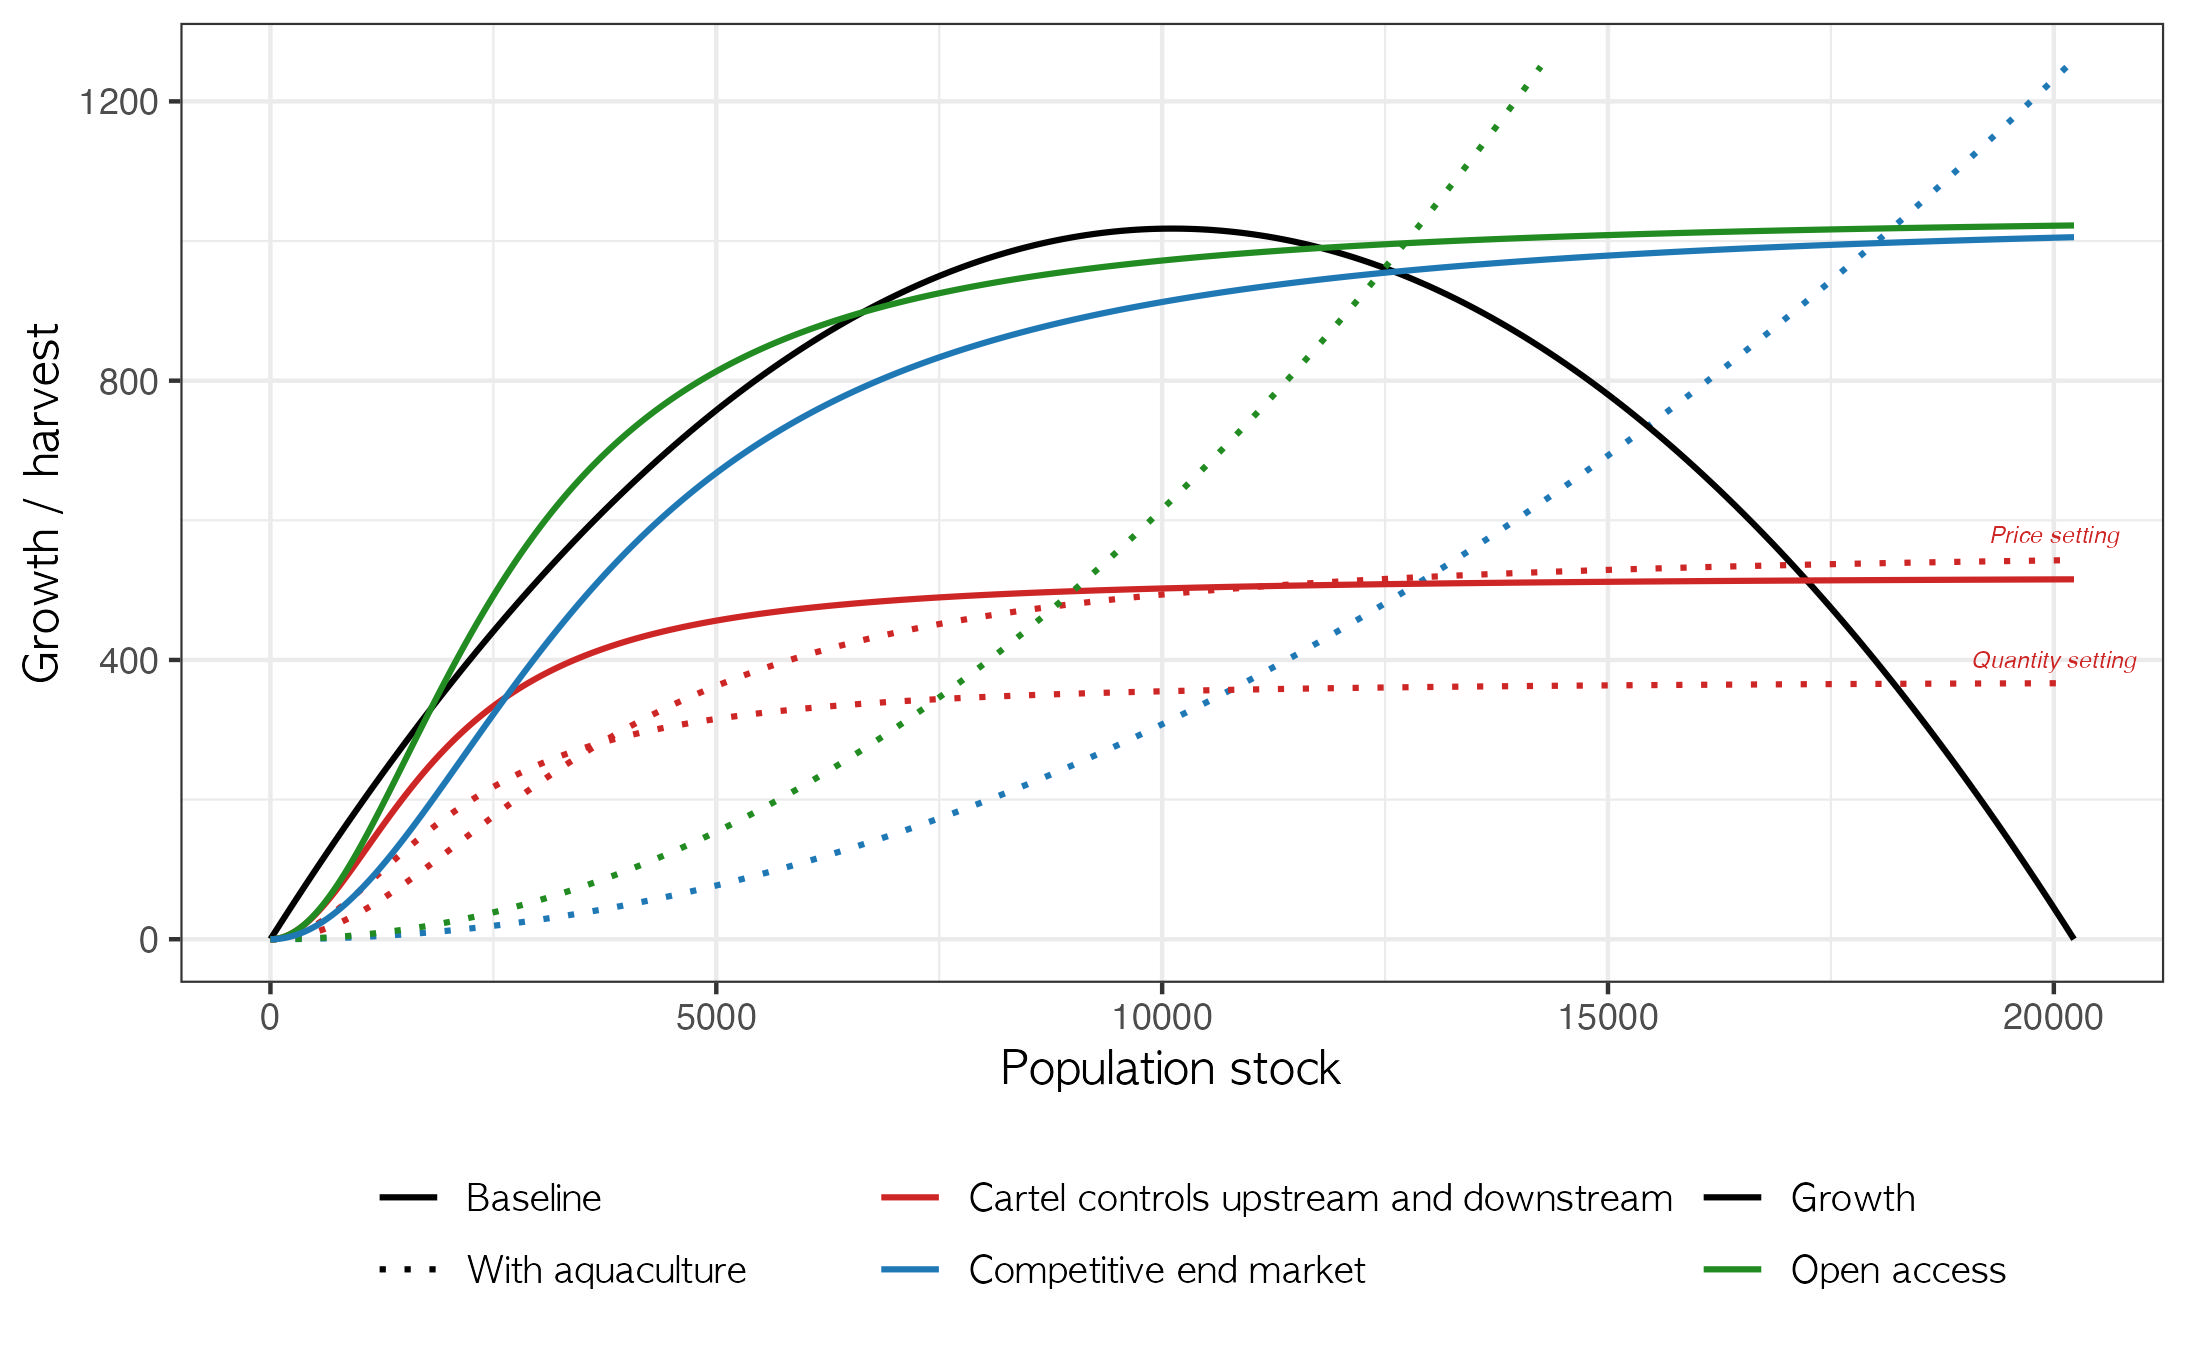 Growth / harvest
1200
800
400
0
Price setting
Quantity setting
0 5000 10000 15000 20000
Population stock
Baseline Cartel controls upstream and downstream Growth
With aquaculture Competitive end market Open access